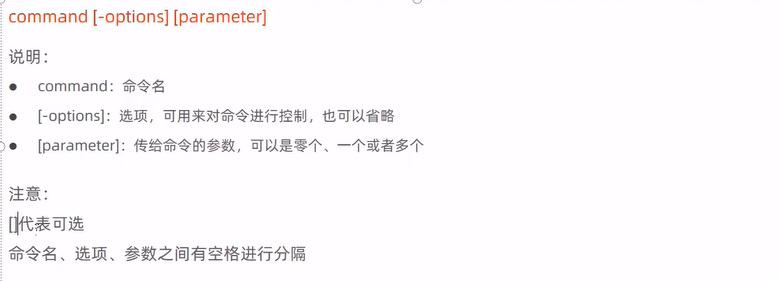 command [-options] [parameter]
说明：
● command：命令名
● [-options]：选项，可用来对命令进行控制，也可以省略
● [parameter]：传给命令的参数，可以是零个、一个或者多个
注意：
[]代表可选
命令名、选项、参数之间有空格进行分隔